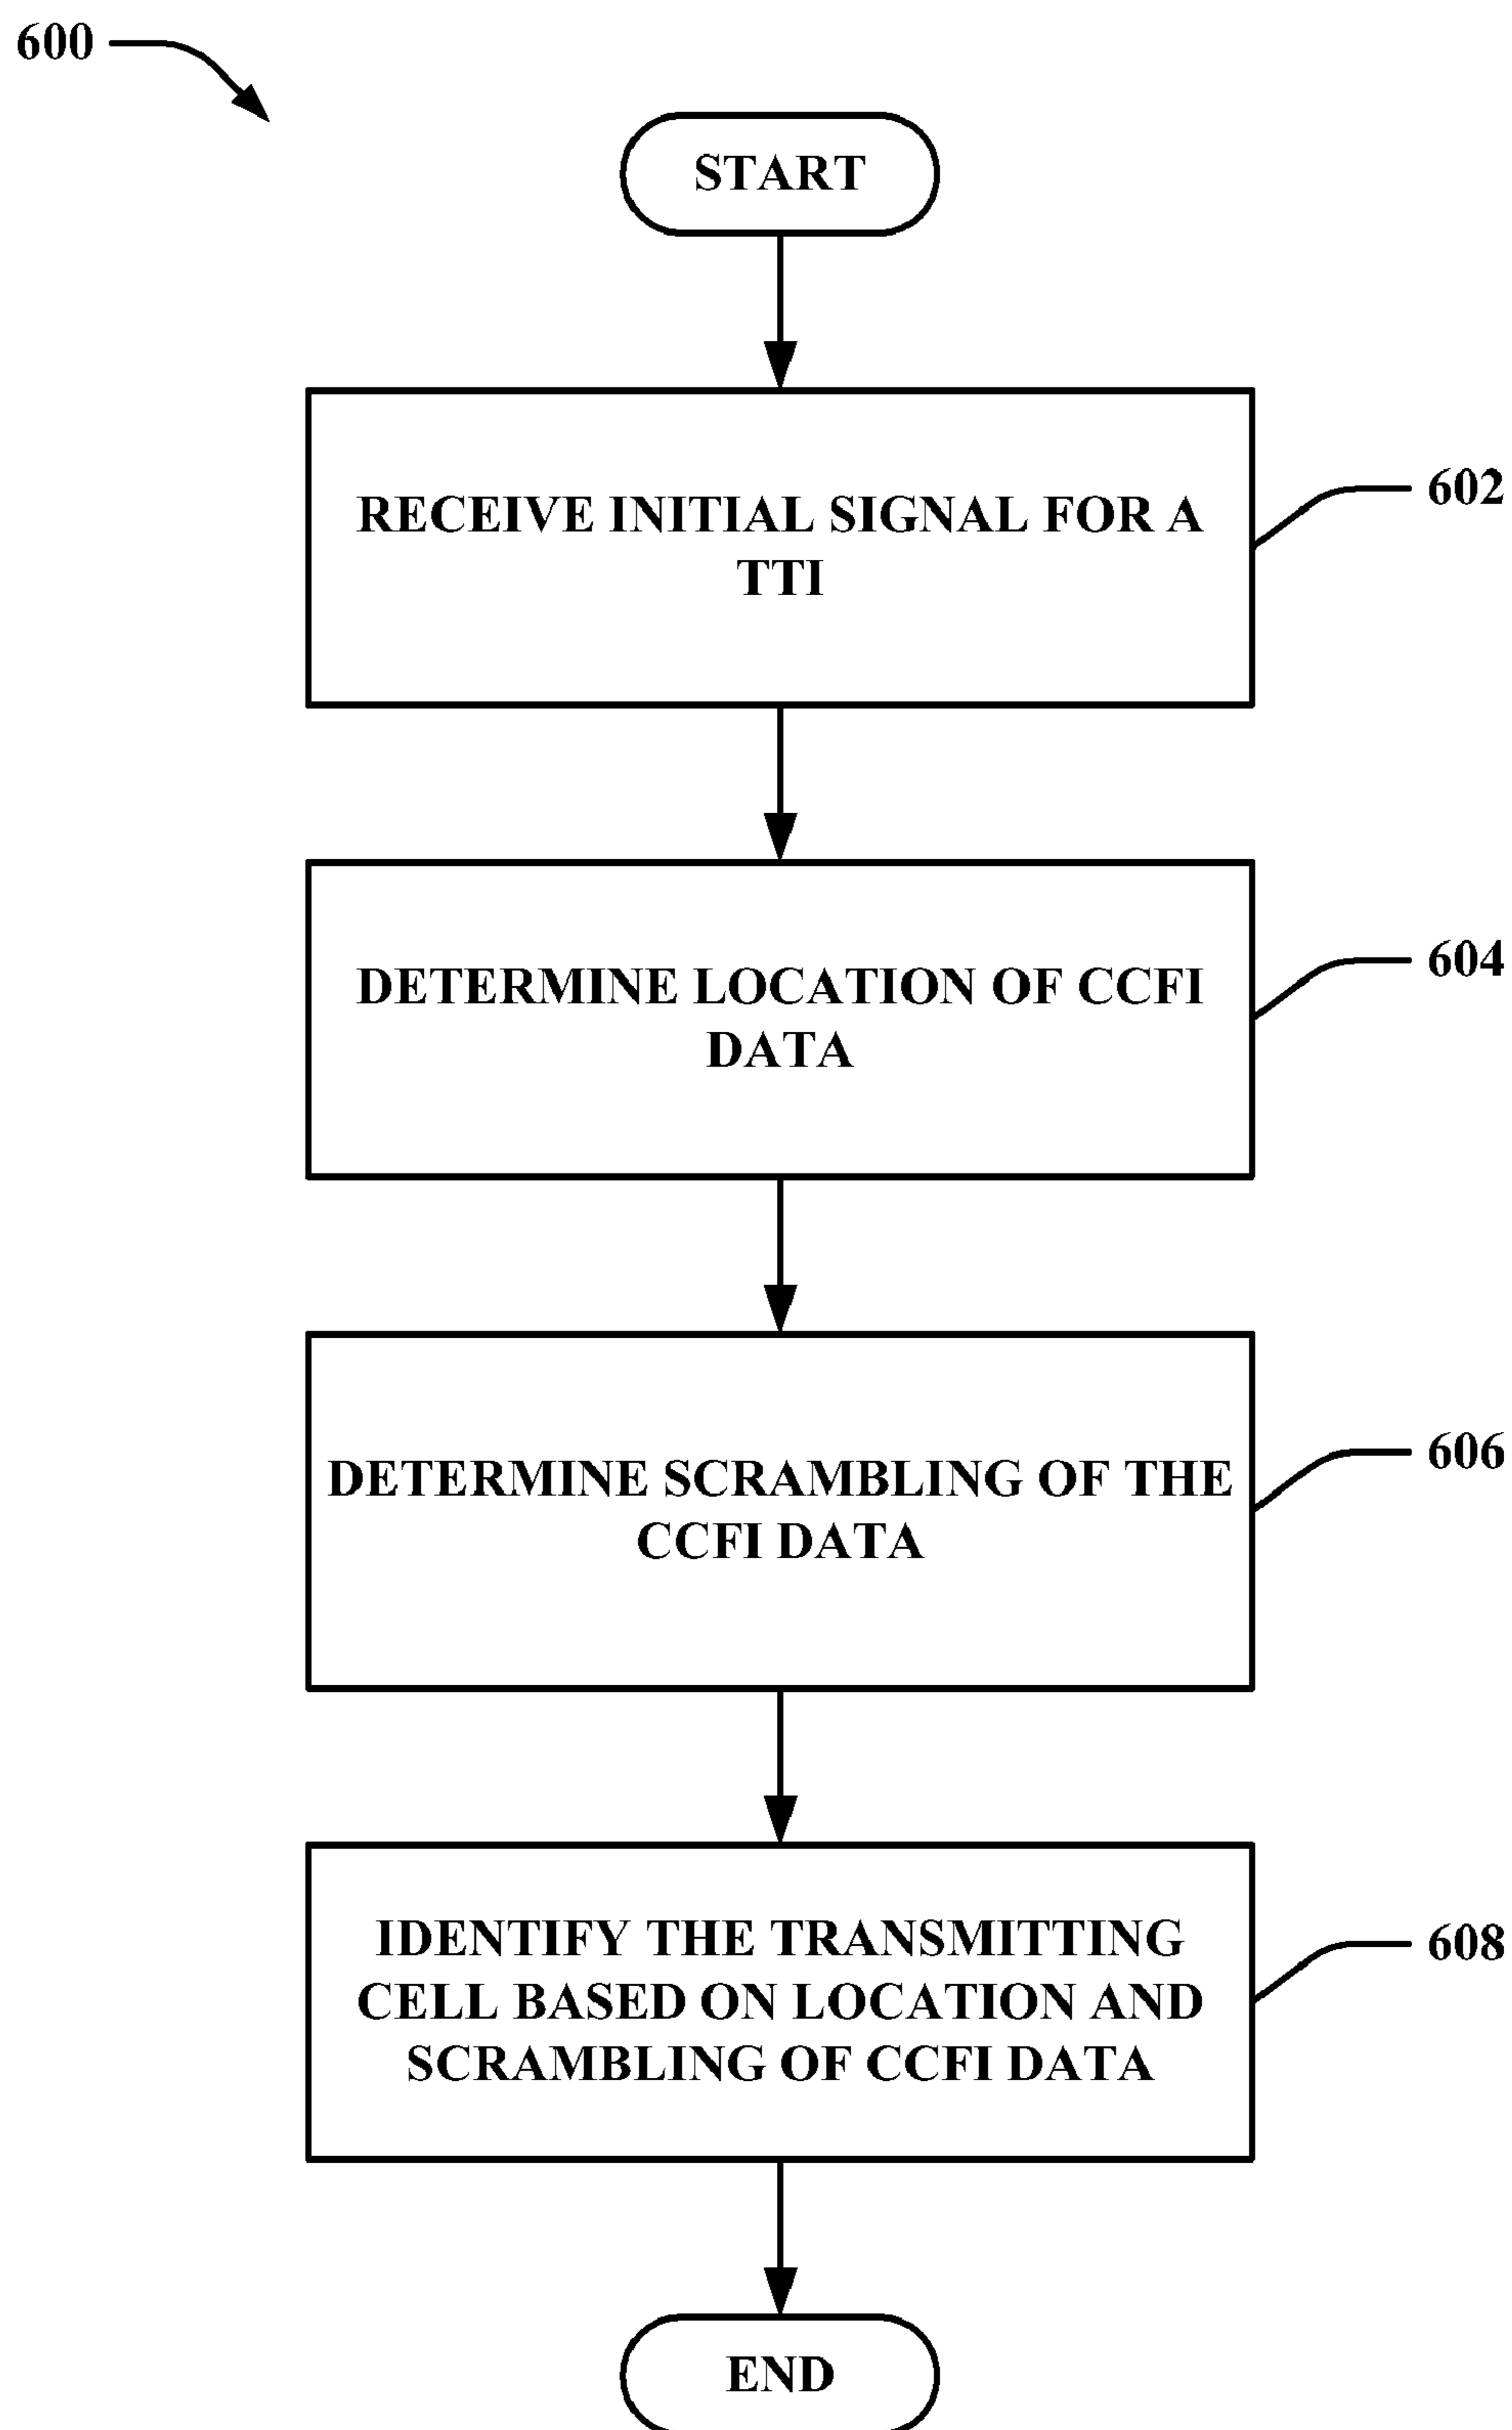 600
START
RECEIVE INITIAL SIGNAL FOR A
TTI
602
DETERMINE LOCATION OF CCFI
DATA
604
DETERMINE SCRAMBLING OF THE
CCFI DATA
606
IDENTIFY THE TRANSMITTING
CELL BASED ON LOCATION AND
SCRAMBLING OF CCFI DATA
608
END